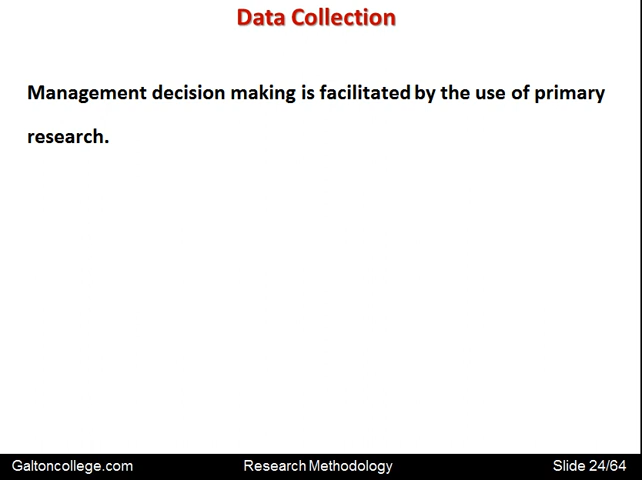 Data Collection
Management decision making is facilitated by the use of primary
research.
Galtoncollege.com Research Methodology Slide 24/64